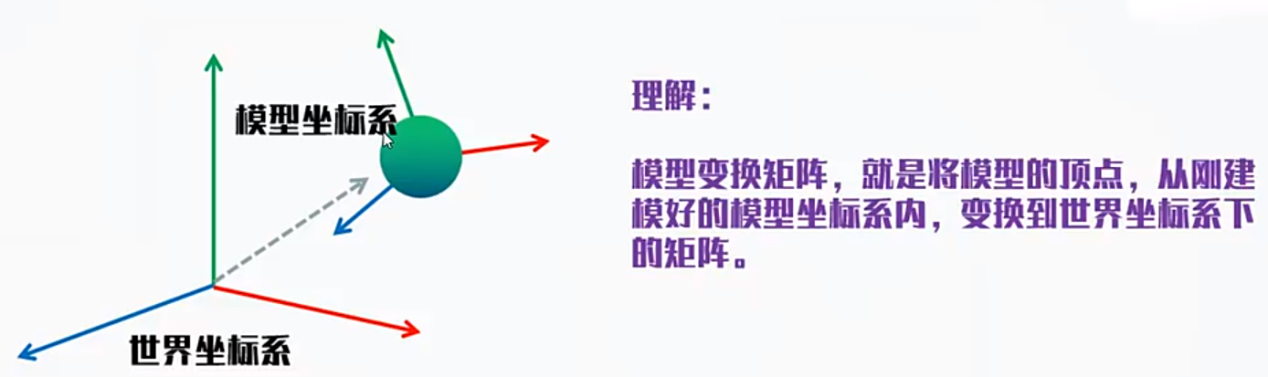 模型坐标系
世界坐标系
理解：
模型变换矩阵，就是将模型的顶点，从刚建
模好的模型坐标系内，变换到世界坐标系下
的矩阵。